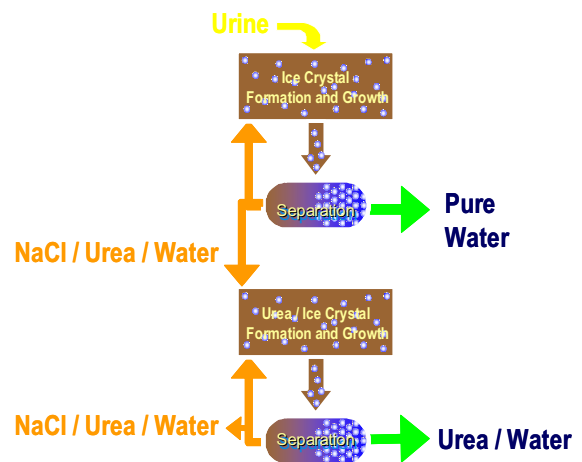 Urine
Ice Crystal
Formation and Growth
Separation
Pure
Water
NaCl / Urea / Water
Urea / Ice Crystal
Formation and Growth
NaCl / Urea / Water
Separation
Urea / Water